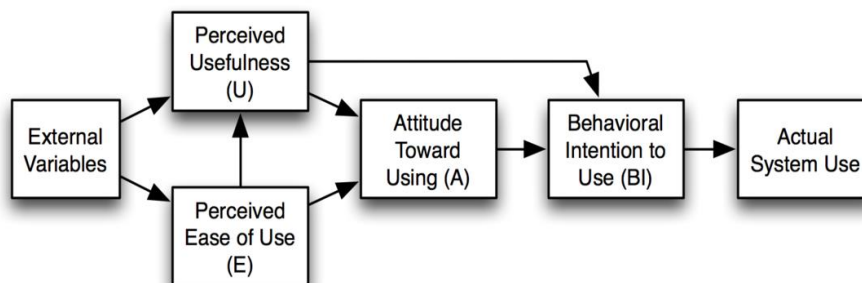 Perceived
Usefulness
(U)
External
Variables
Perceived
Ease of Use
(E)
Attitude
Toward
Using (A)
Behavioral
Intention to
Use (BI)
Actual
System Use